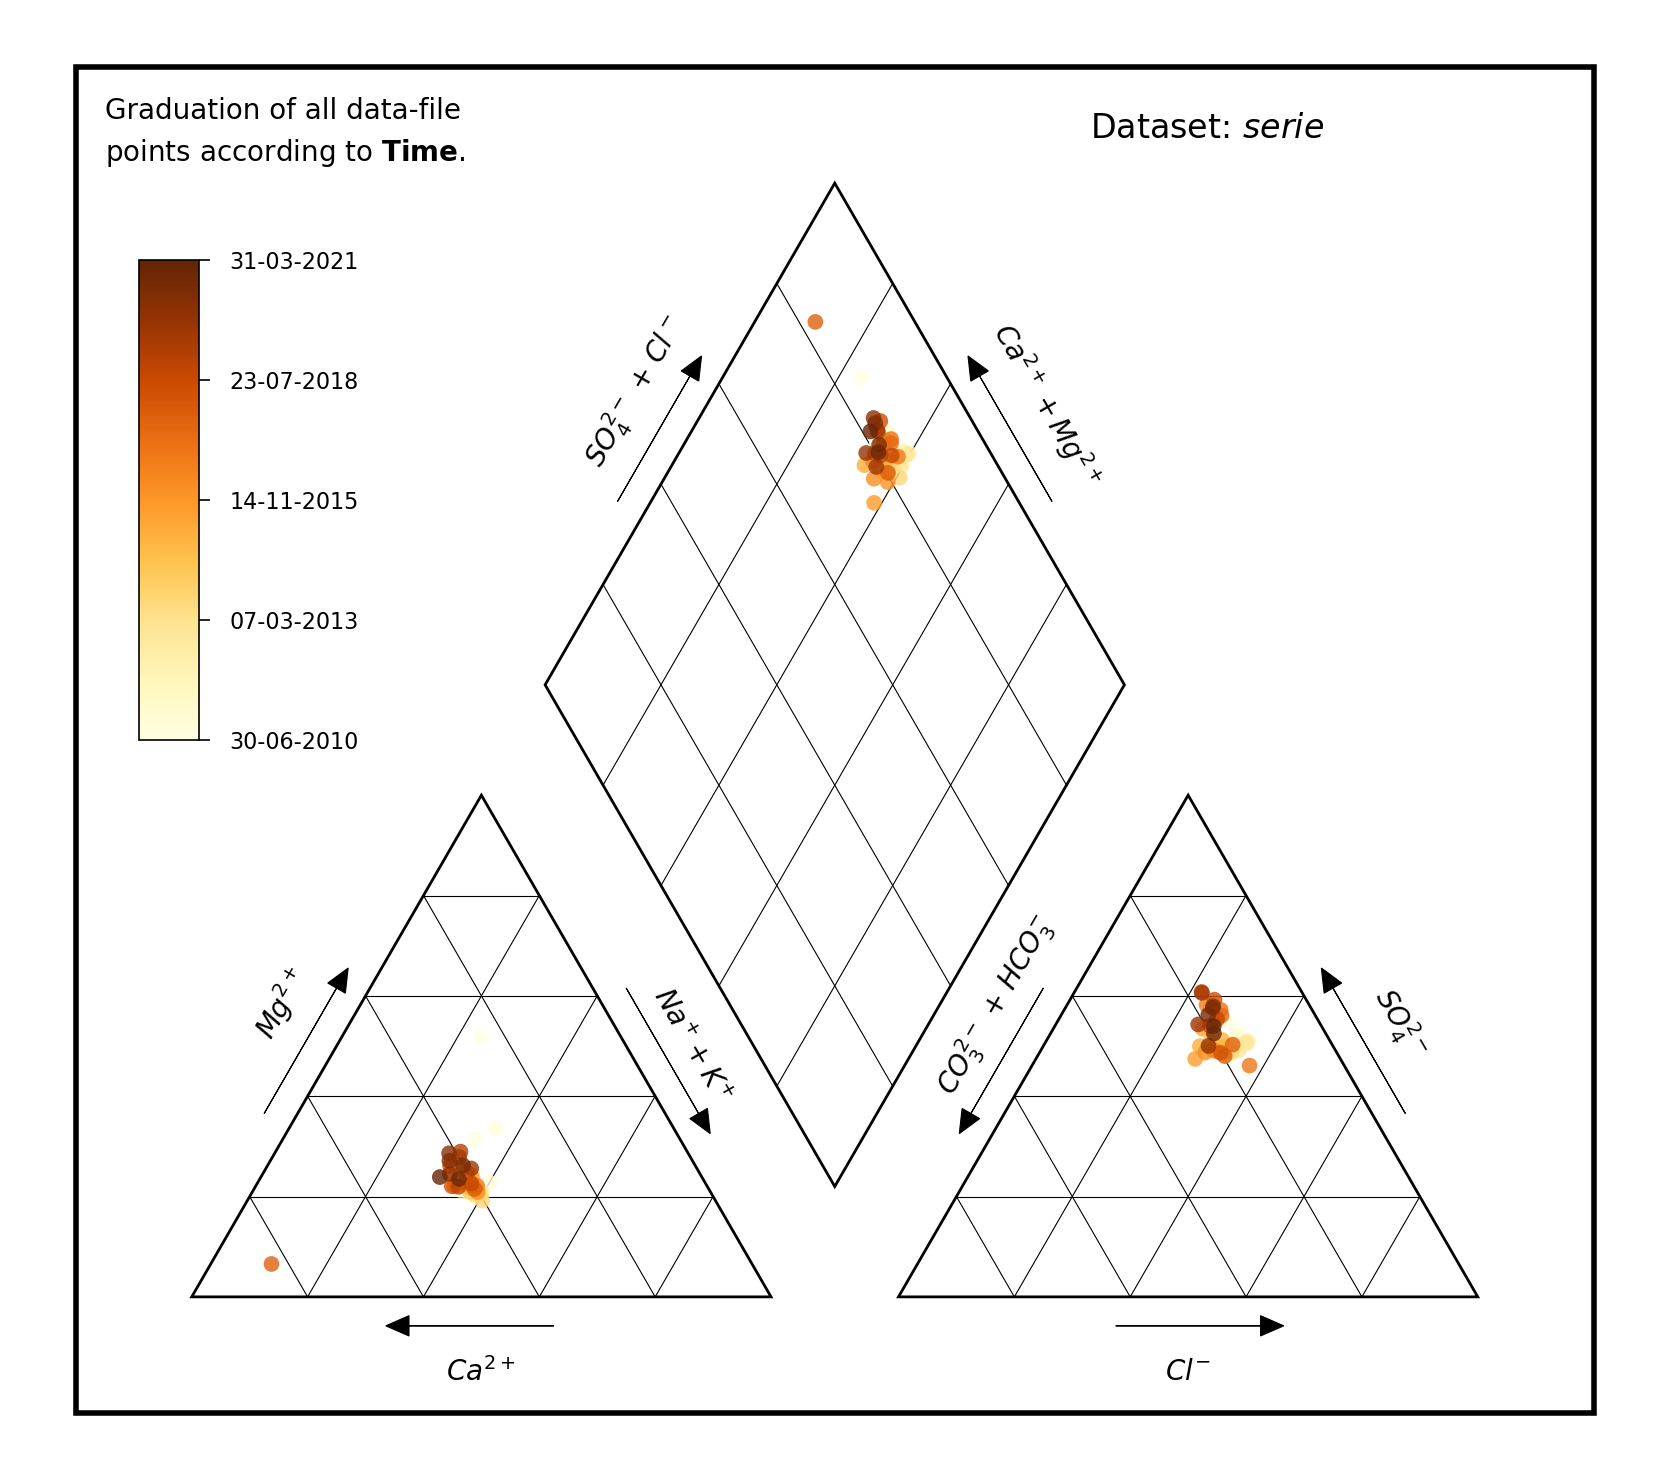 Graduation of all data-file
points according to Time.
Dataset: serie
31-03-2021
23-07-2018
14-11-2015
07-03-2013
30-06-2010
SO₄²⁻ + Cl⁻
Ca²⁺ + Mg²⁺
Mg²⁺
Na⁺ + K⁺
CO₃²⁻ + HCO₃⁻
SO₄²⁻
Ca²⁺
Cl⁻